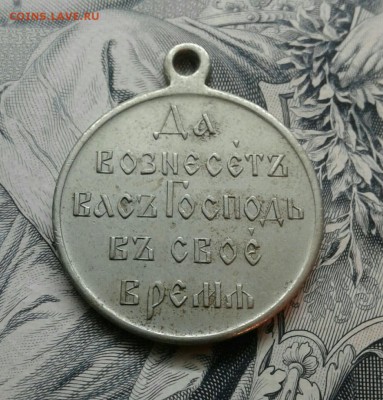 COINS.LAVE.RU
Да
вознесетъ
васъ Господь
въ свое
время